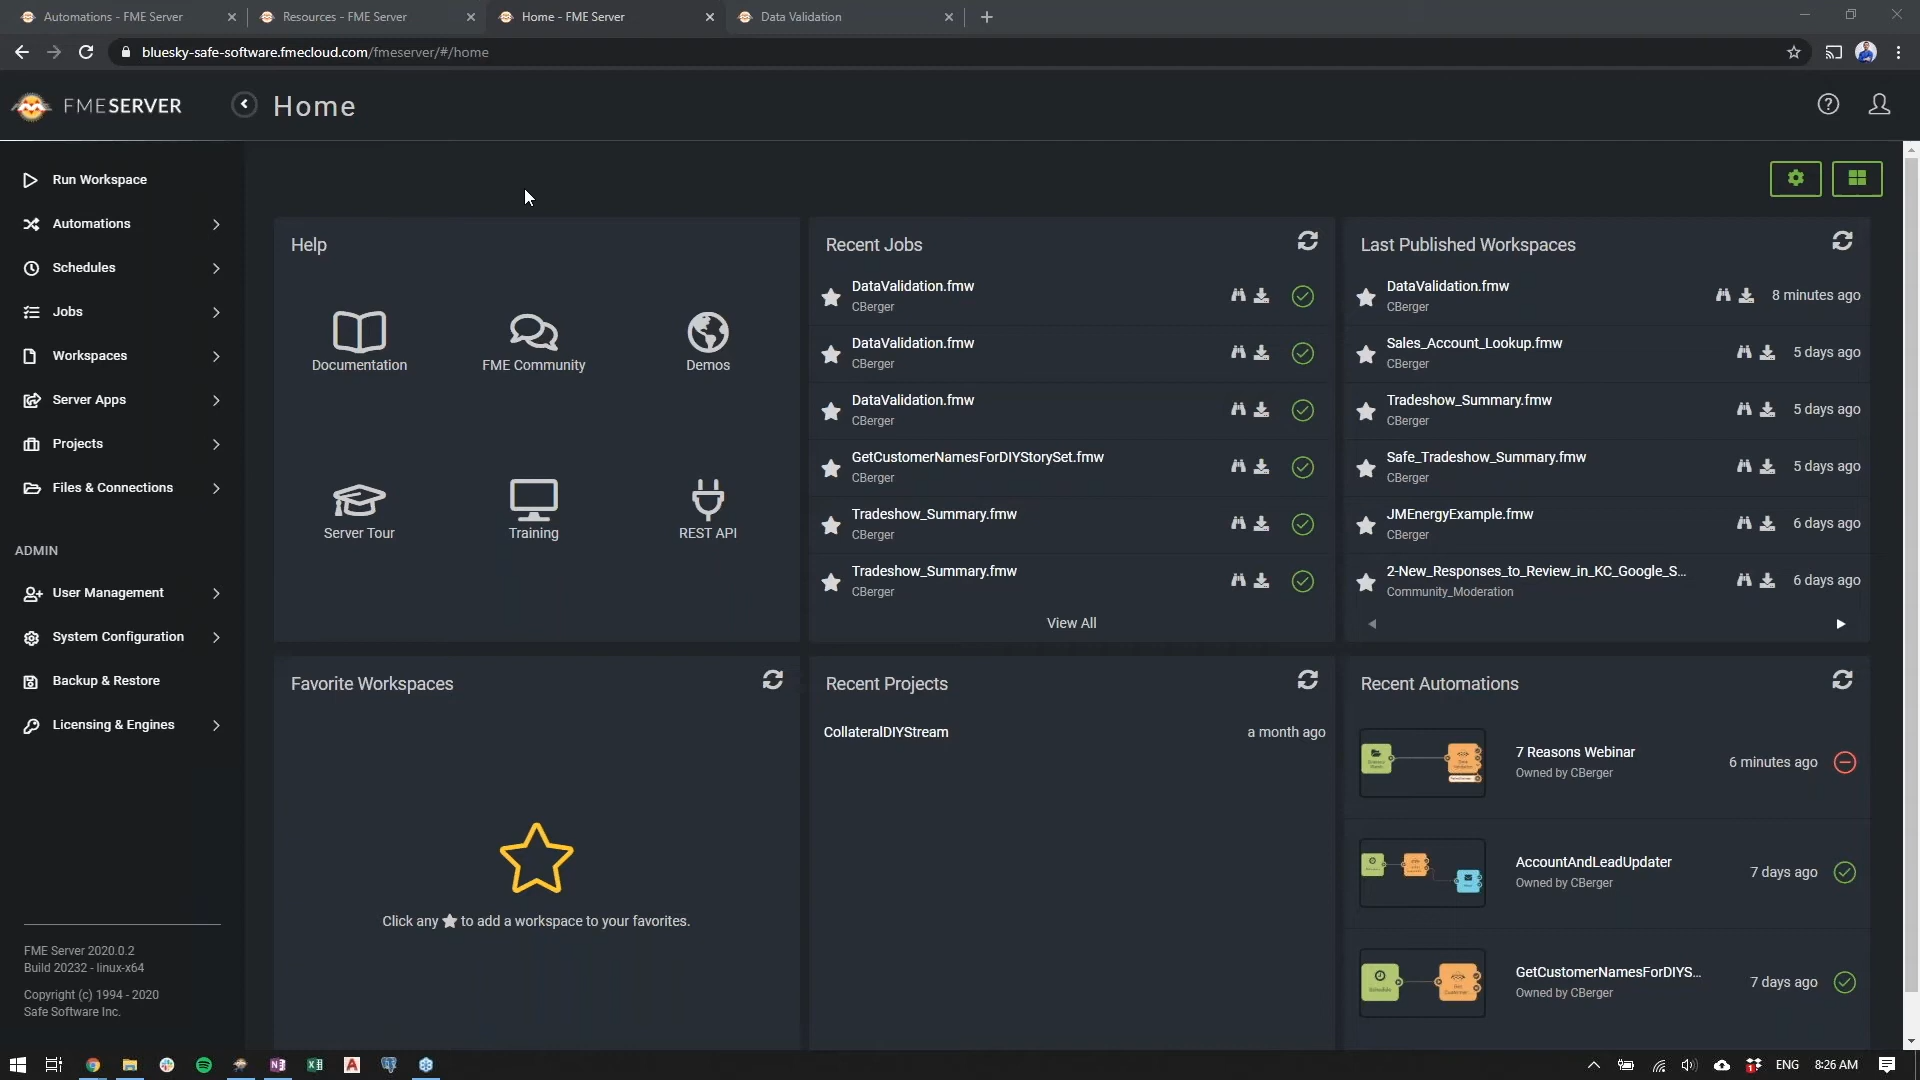 Automations - FME Server
Resources - FME Server
Home - FME Server
Data Validation
bluesky-safe-software.fmecloud.com/fmeserver/#/home
FMESERVER
Home
Run Workspace
Automations
Schedules
Jobs
Workspaces
Server Apps
Projects
Files & Connections
ADMIN
User Management
System Configuration
Backup & Restore
Licensing & Engines
FME Server 2020.0.2
Build 20232 - linux-x64
Copyright (c) 1994 - 2020
Safe Software Inc.
Help
Documentation
FME Community
Demos
Server Tour
Training
REST API
Recent Jobs
DataValidation.fmw
CBerger
DataValidation.fmw
CBerger
DataValidation.fmw
CBerger
GetCustomerNamesForDIYStorySet.fmw
CBerger
Tradeshow_Summary.fmw
CBerger
Tradeshow_Summary.fmw
CBerger
View All
Last Published Workspaces
DataValidation.fmw
CBerger
8 minutes ago
Sales_Account_Lookup.fmw
CBerger
5 days ago
Tradeshow_Summary.fmw
CBerger
5 days ago
Safe_Tradeshow_Summary.fmw
CBerger
5 days ago
JMEnergyExample.fmw
CBerger
6 days ago
2-New_Responses_to_Review_in_KC_Google_S...
Community_Moderation
6 days ago
Favorite Workspaces
Click any ★ to add a workspace to your favorites.
Recent Projects
CollateralDIYStream
a month ago
Recent Automations
7 Reasons Webinar
Owned by CBerger
6 minutes ago
AccountAndLeadUpdater
Owned by CBerger
7 days ago
GetCustomerNamesForDIYS...
Owned by CBerger
7 days ago
ENG
8:26 AM